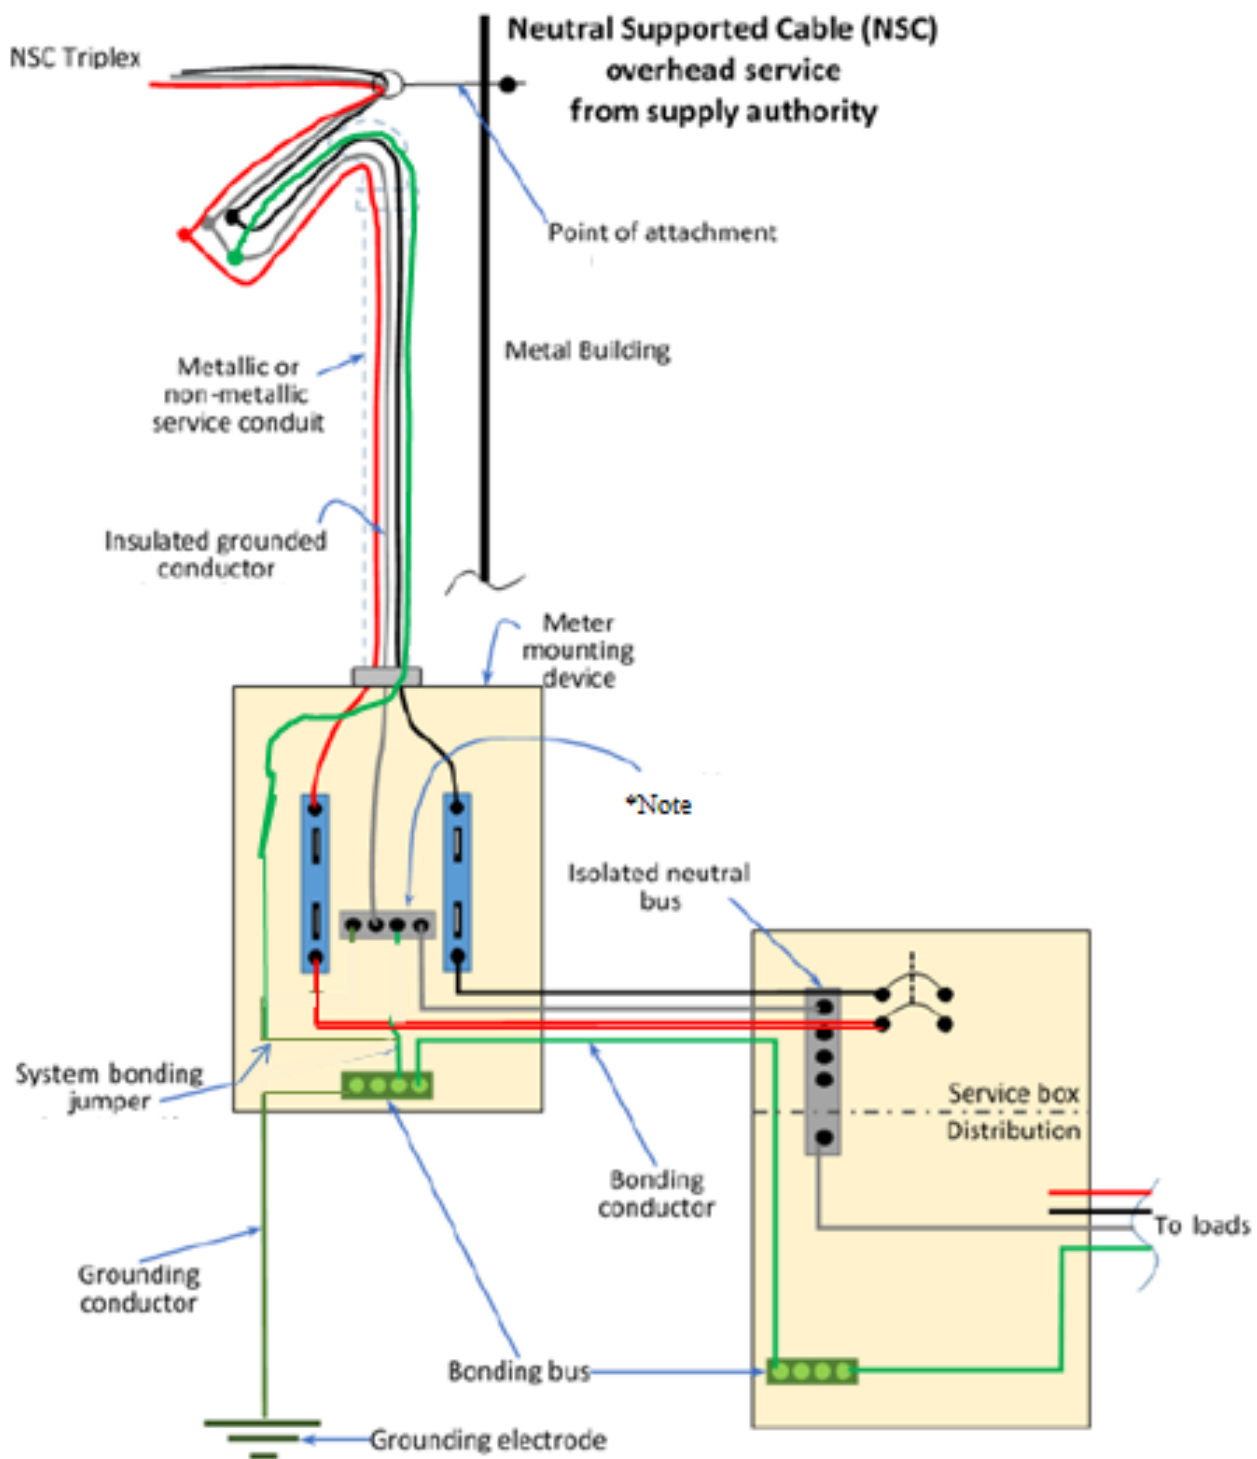 Neutral Supported Cable (NSC)
overhead service
from supply authority
NSC Triplex
Point of attachment
Metal Building
Metallic or
non-metallic
service conduit
Insulated grounded
conductor
Meter
mounting
device
*Note
Isolated neutral
bus
System bonding
jumper
Service box
Distribution
Bonding
conductor
To loads
Grounding
conductor
Bonding bus
Grounding electrode